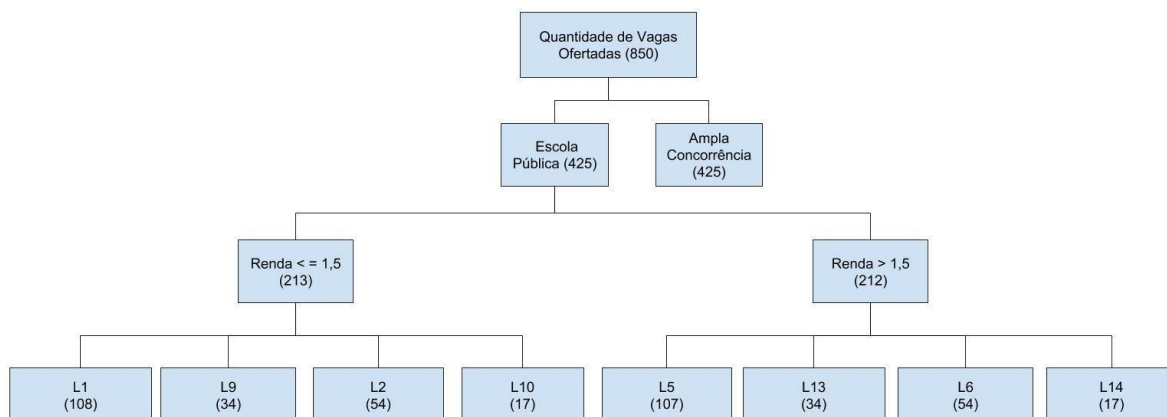 Quantidade de Vagas
Ofertadas (850)
Escola
Pública (425)
Ampla
Concorrência
(425)
Renda < = 1,5
(213)
Renda > 1,5
(212)
L1
(108)
L9
(34)
L2
(54)
L10
(17)
L5
(107)
L13
(34)
L6
(54)
L14
(17)